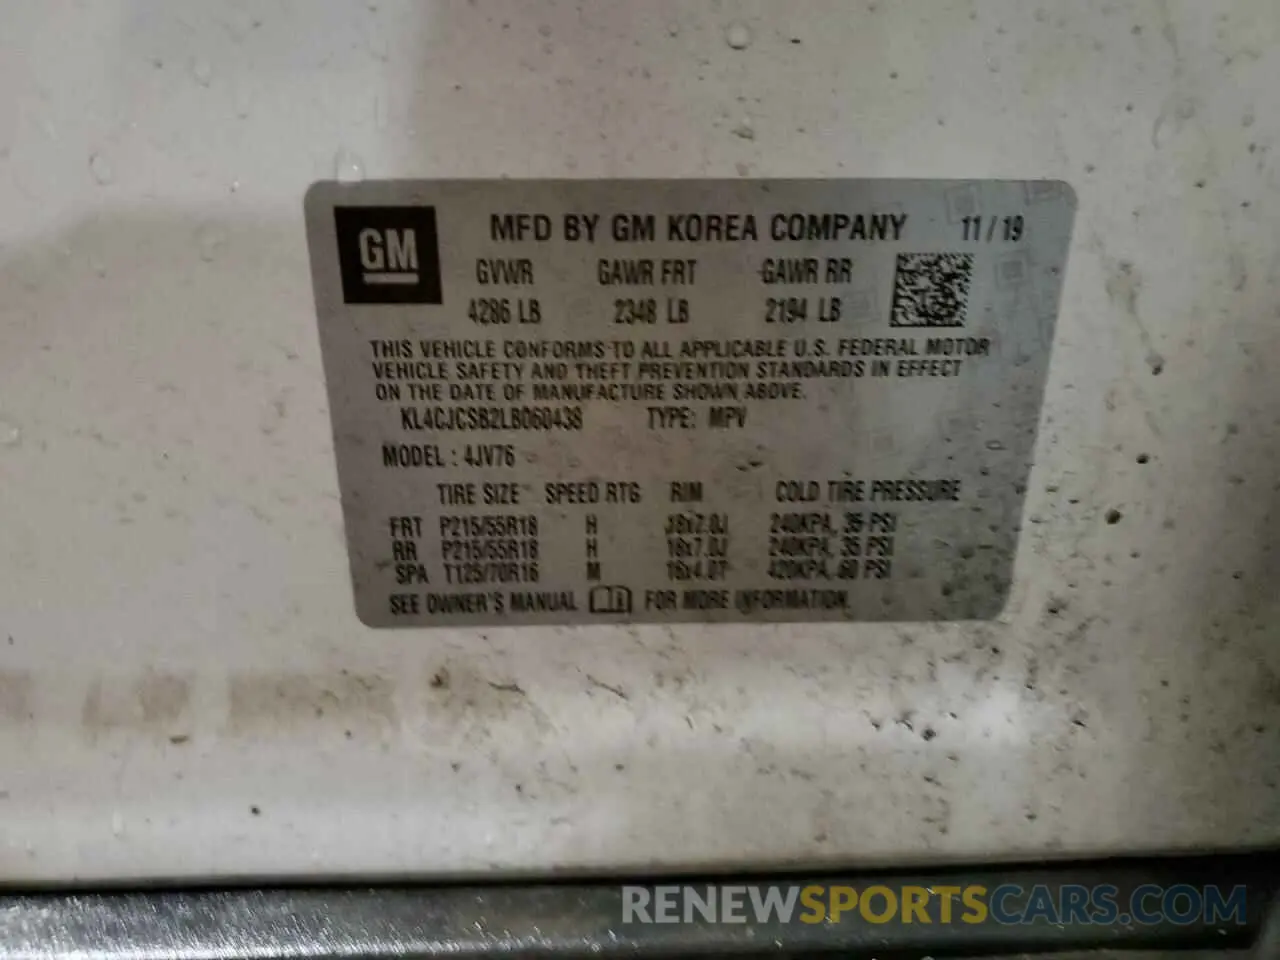 GM
MFD BY GM KOREA COMPANY 11/19
GVWR GAWR FRT GAWR RR
4286 LB 2348 LB 2194 LB
THIS VEHICLE CONFORMS TO ALL APPLICABLE U.S. FEDERAL MOTOR
VEHICLE SAFETY AND THEFT PREVENTION STANDARDS IN EFFECT
ON THE DATE OF MANUFACTURE SHOWN ABOVE.
KL4CJCSB2LB060438 TYPE: MPV
MODEL: 4JV76
TIRE SIZE SPEED RTG RIM COLD TIRE PRESSURE
FRT P215/55R18 H 18x7.0J 240KPA, 35 PSI
RR P215/55R18 H 18x7.0J 240KPA, 35 PSI
SPA T125/70R16 M 16x4.0T 420KPA, 60 PSI
SEE OWNER'S MANUAL FOR MORE INFORMATION.
RENEWSPORTSCARS.COM